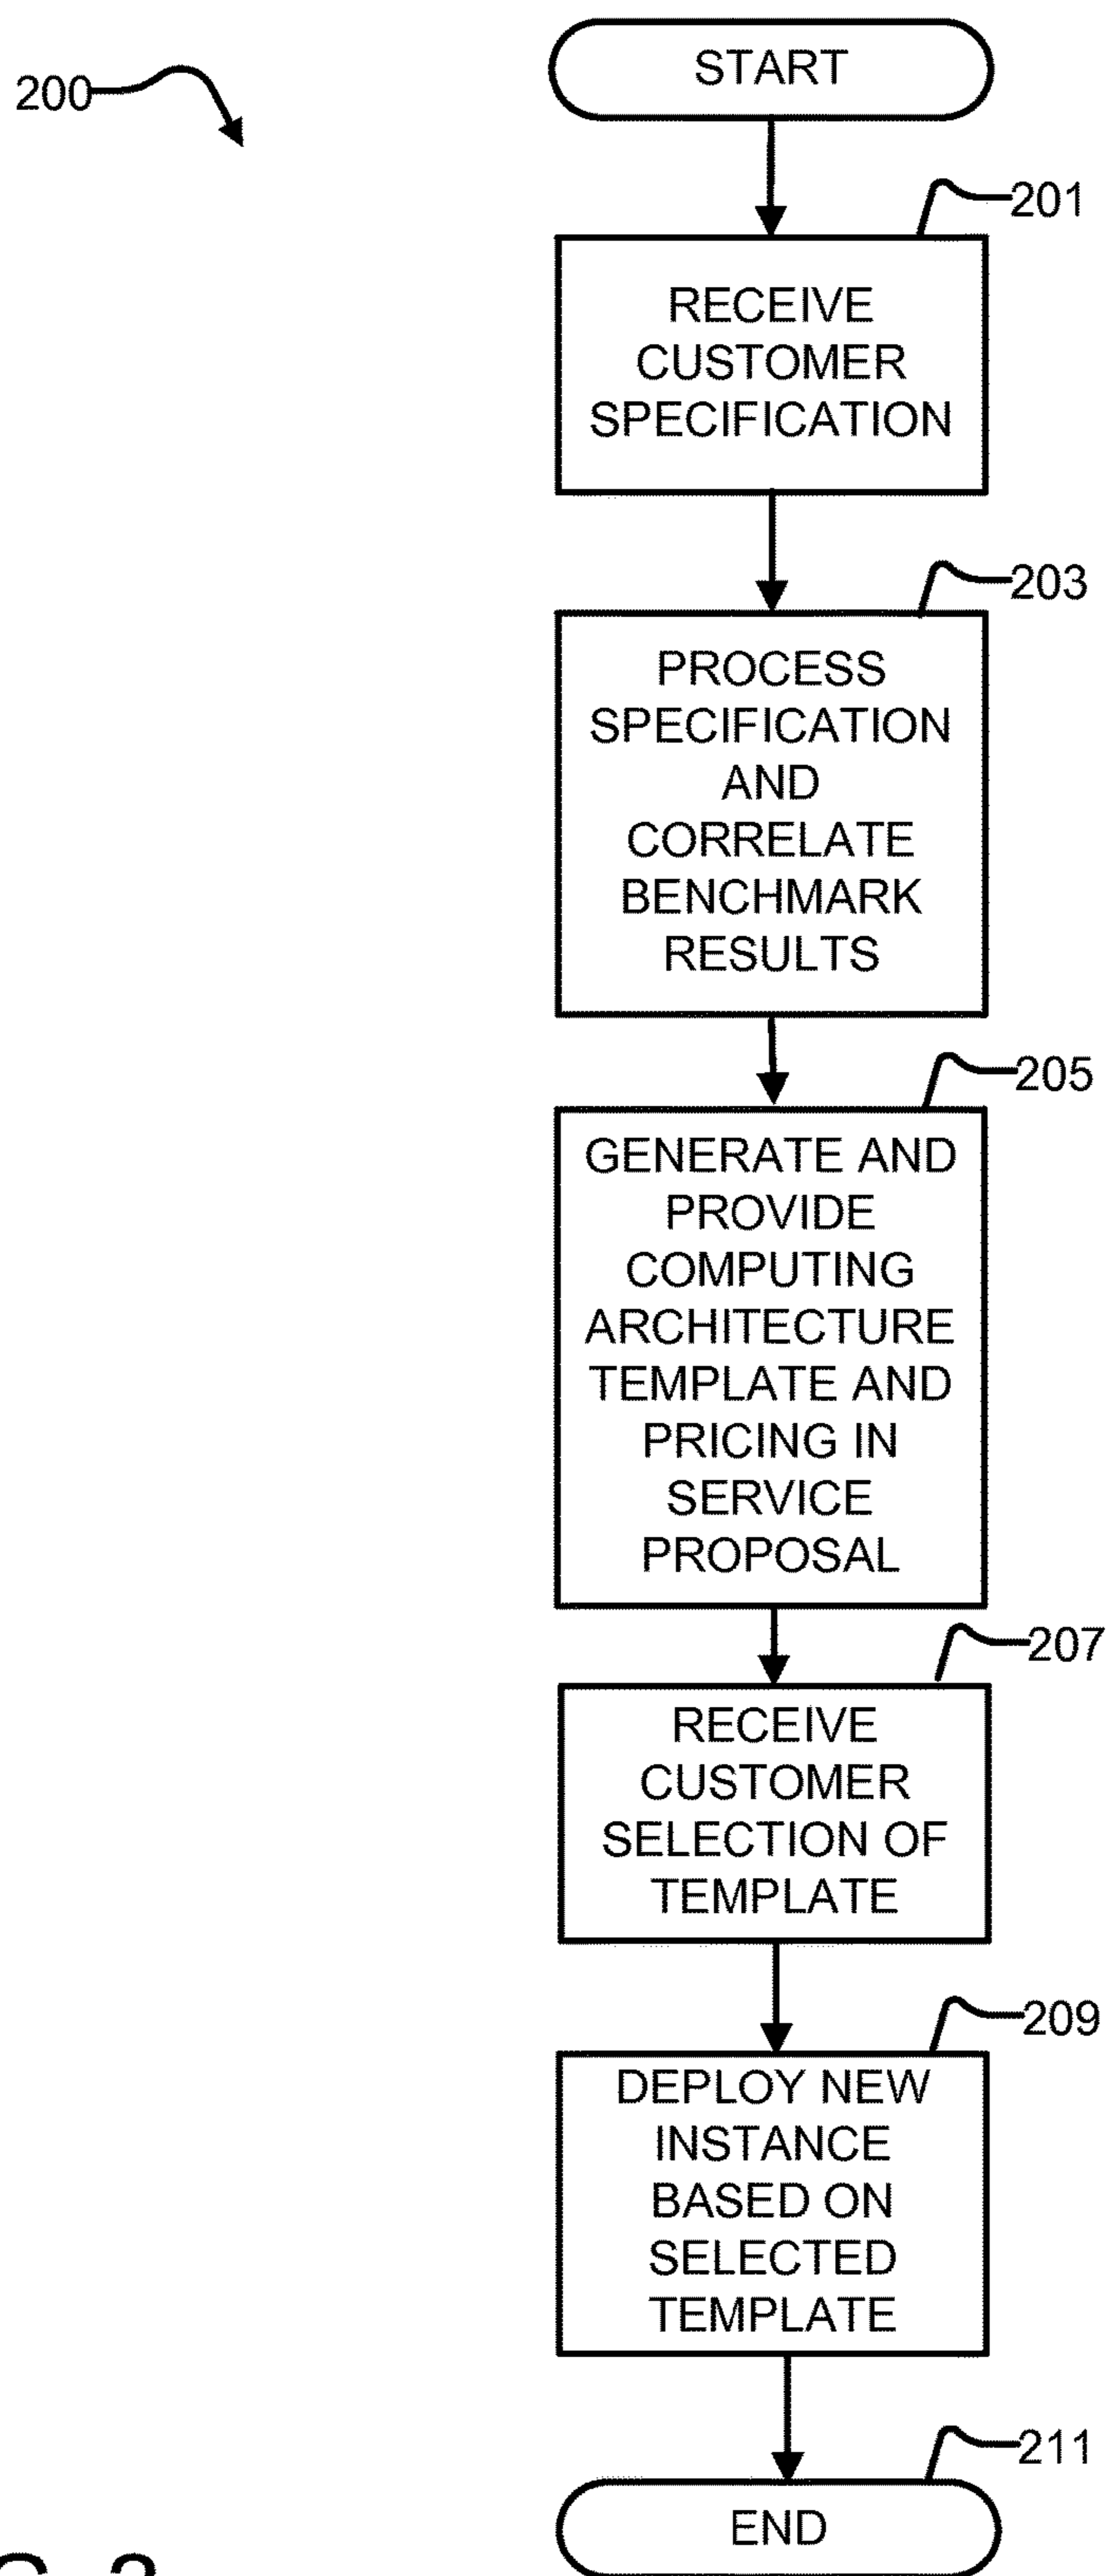 START
200
201
RECEIVE
CUSTOMER
SPECIFICATION
203
PROCESS
SPECIFICATION
AND
CORRELATE
BENCHMARK
RESULTS
205
GENERATE AND
PROVIDE
COMPUTING
ARCHITECTURE
TEMPLATE AND
PRICING IN
SERVICE
PROPOSAL
207
RECEIVE
CUSTOMER
SELECTION OF
TEMPLATE
209
DEPLOY NEW
INSTANCE
BASED ON
SELECTED
TEMPLATE
211
END